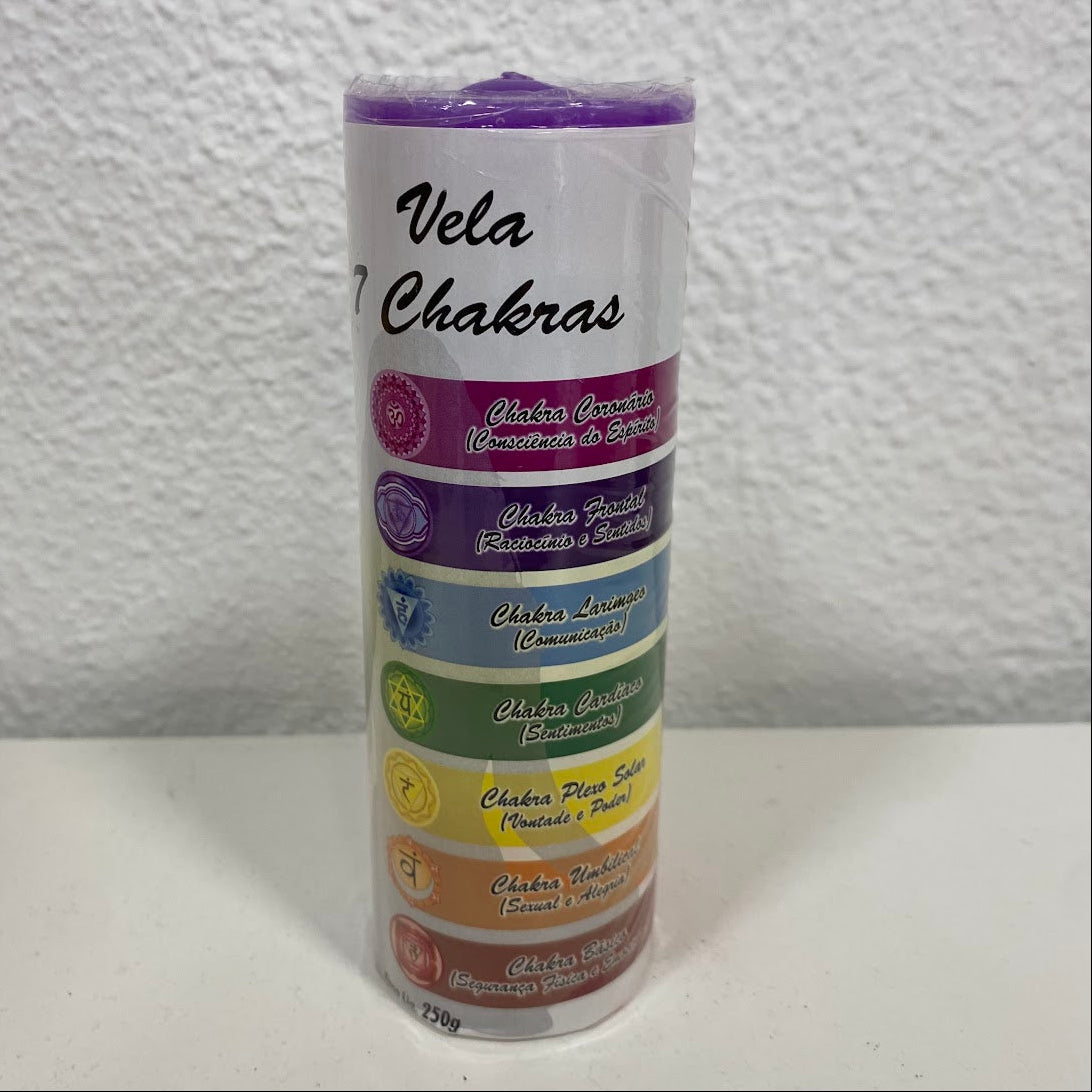 Vela
7 Chakras
ॐ
Chakra Coronário
(Consciência do Espírito)
Chakra Frontal
(Raciocínio e Sentidos)
Chakra Larimgeo
(Comunicação)
यं
Chakra Cardíaco
(Sentimentos)
रं
Chakra Plexo Solar
(Vontade e Poder)
वं
Chakra Umbilical
(Sexual e Alegria)
Chakra Básico
(Segurança Física e
250g